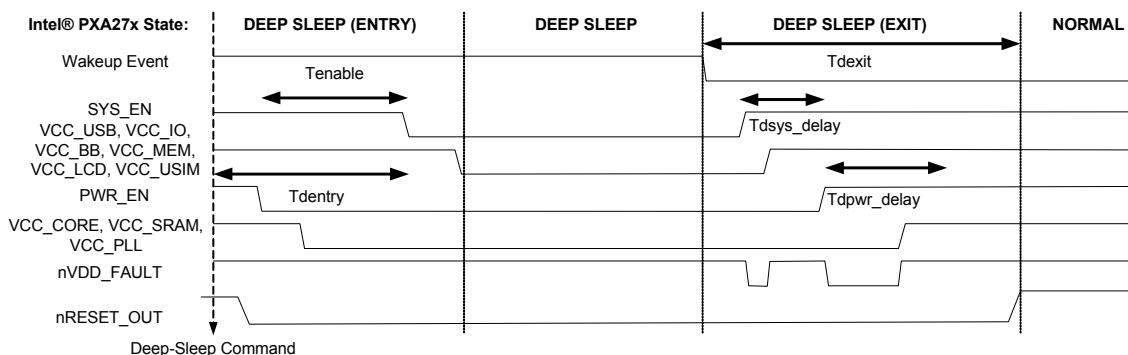 Intel® PXA27x State: DEEP SLEEP (ENTRY) DEEP SLEEP DEEP SLEEP (EXIT) NORMAL
Wakeup Event
Tdexit
Tenable
SYS_EN
VCC_USB, VCC_IO,
VCC_BB, VCC_MEM,
VCC_LCD, VCC_USIM
Tdsys_delay
PWR_EN
Tdentry
Tdpwr_delay
VCC_CORE, VCC_SRAM,
VCC_PLL
nVDD_FAULT
nRESET_OUT
Deep-Sleep Command